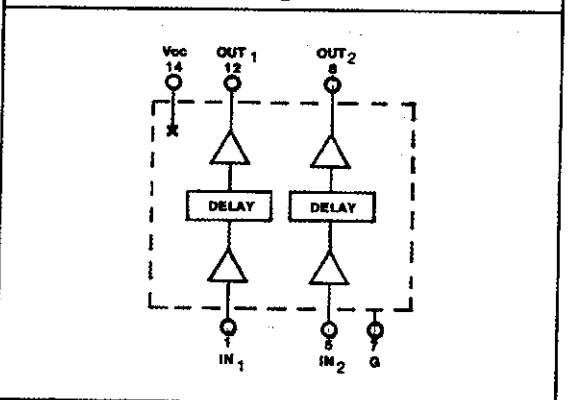 Vcc OUT 1 OUT 2
14 12 8
DELAY DELAY
1 5 7
IN 1 IN 2 G